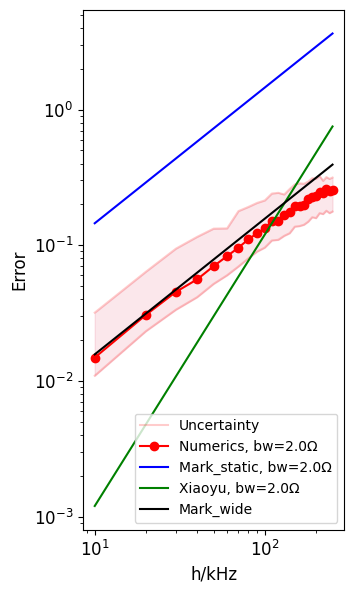 10⁰
10⁻¹
10⁻²
10⁻³
Error
Uncertainty
Numerics, bw=2.0Ω
Mark_static, bw=2.0Ω
Xiaoyu, bw=2.0Ω
Mark_wide
10¹
10²
h/kHz